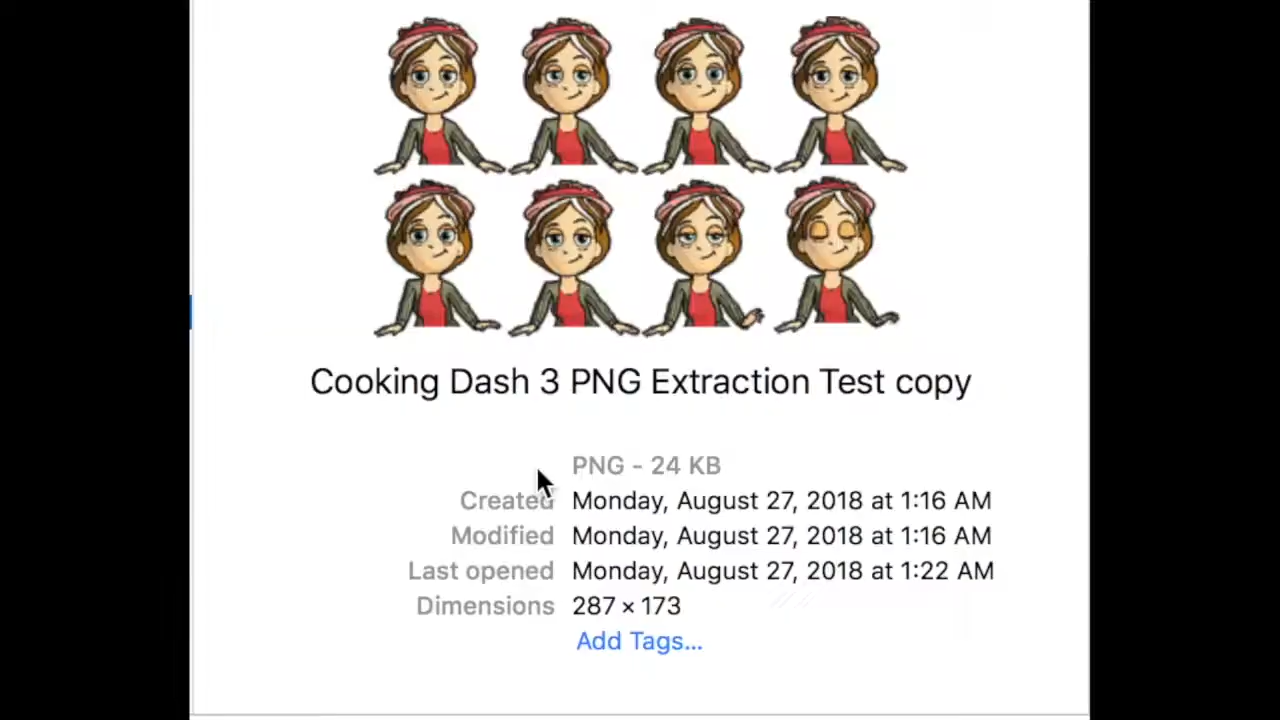 Cooking Dash 3 PNG Extraction Test copy
PNG - 24 KB
Created Monday, August 27, 2018 at 1:16 AM
Modified Monday, August 27, 2018 at 1:16 AM
Last opened Monday, August 27, 2018 at 1:22 AM
Dimensions 287 × 173
Add Tags...